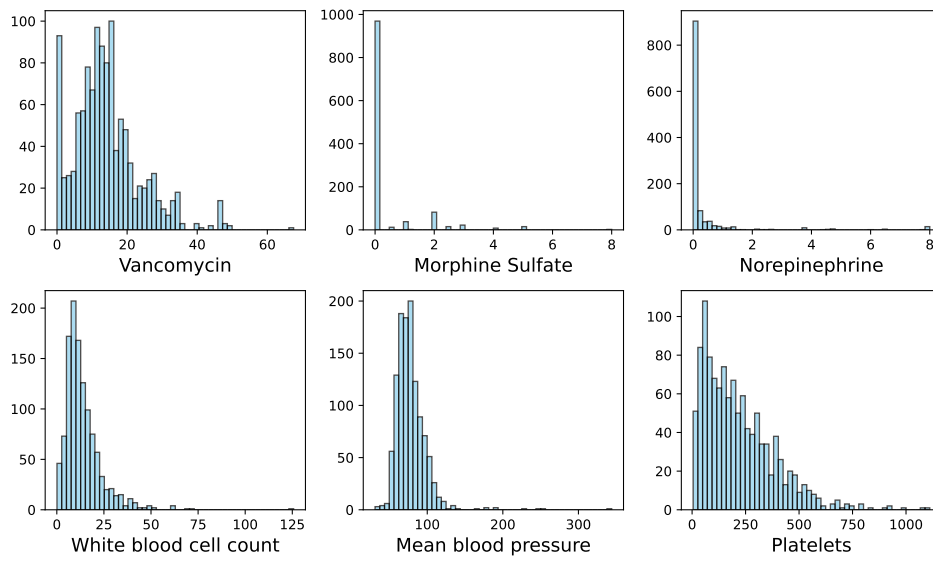 100
80
60
40
20
0
0 20 40 60
Vancomycin
1000
800
600
400
200
0
0 2 4 6 8
Morphine Sulfate
800
600
400
200
0
0 2 4 6 8
Norepinephrine
200
150
100
50
0
0 25 50 75 100 125
White blood cell count
200
150
100
50
0
100 200 300
Mean blood pressure
100
80
60
40
20
0
0 250 500 750 1000
Platelets